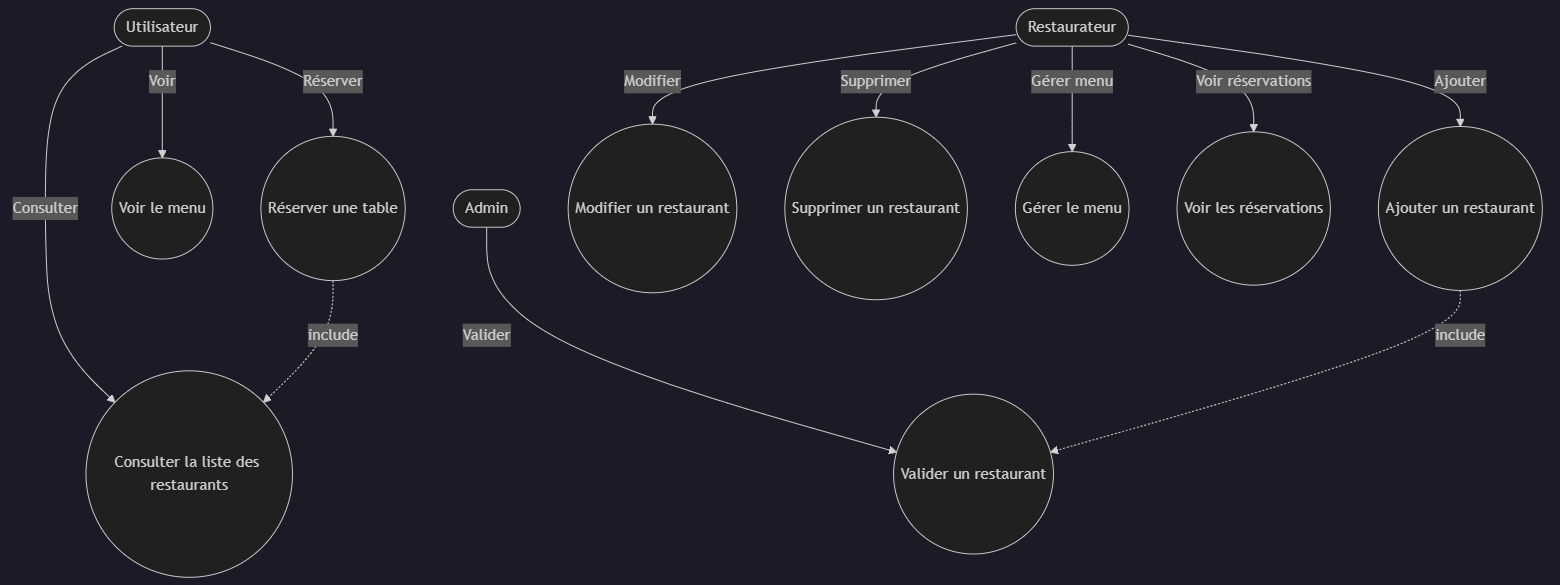 Utilisateur
Restaurateur
Voir
Réserver
Modifier
Supprimer
Gérer menu
Voir réservations
Ajouter
Consulter
Voir le menu
Réserver une table
Admin
Modifier un restaurant
Supprimer un restaurant
Gérer le menu
Voir les réservations
Ajouter un restaurant
include
Valider
include
Consulter la liste des
restaurants
Valider un restaurant